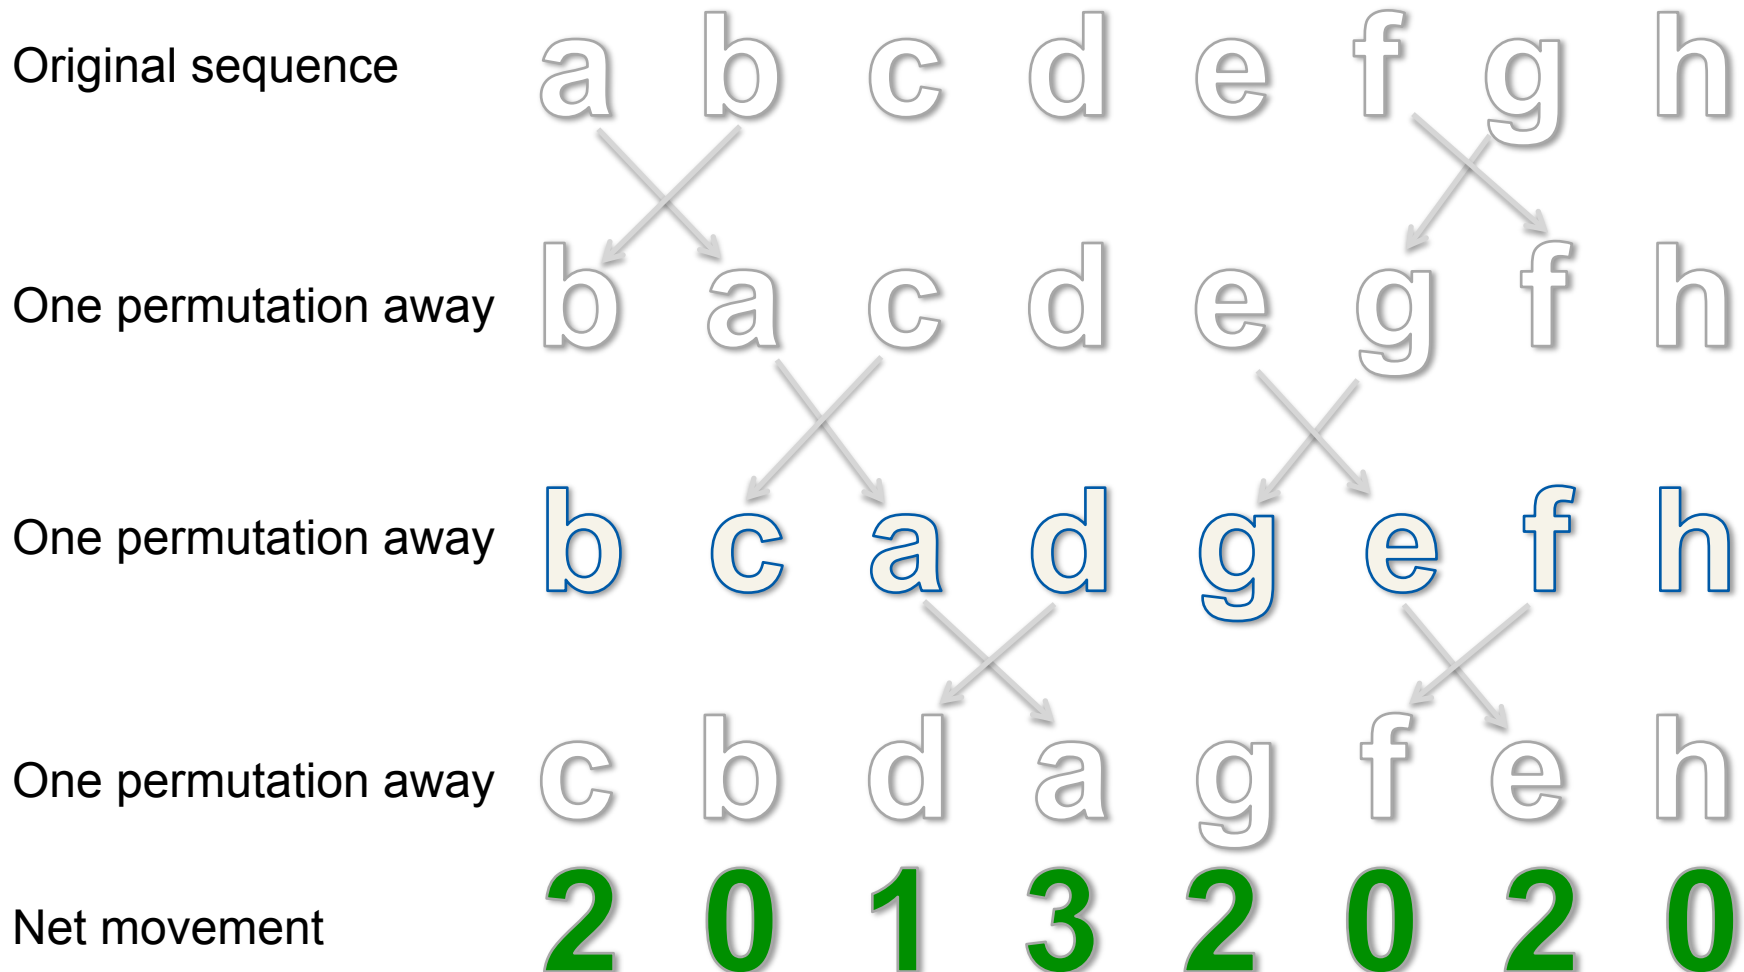 Original sequence a b c d e f g h
One permutation away b a c d e g f h
One permutation away b c a d g e f h
One permutation away c b d a g f e h
Net movement 2 0 1 3 2 0 2 0